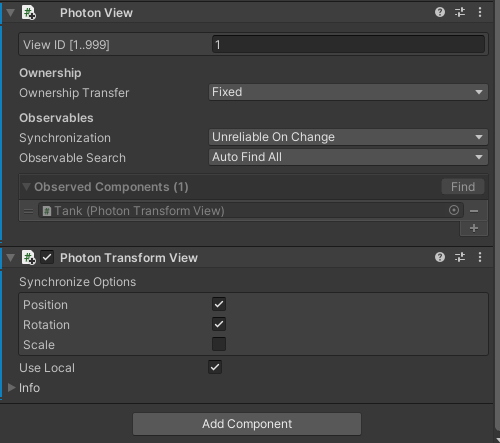 Photon View
View ID [1..999] 1
Ownership
Ownership Transfer Fixed
Observables
Synchronization Unreliable On Change
Observable Search Auto Find All
Observed Components (1) Find
Tank (Photon Transform View)
Photon Transform View
Synchronize Options
Position
Rotation
Scale
Use Local
Info
Add Component